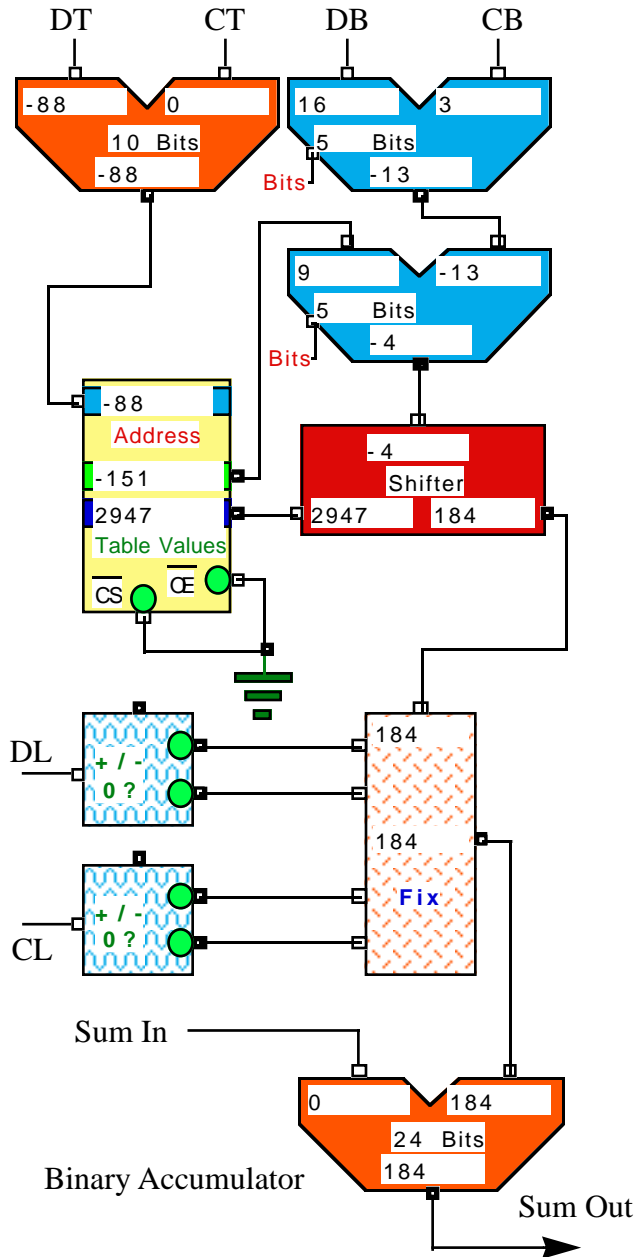 DT CT DB CB
-88 0 16 3
10 Bits 5 Bits
-88 -13
Bits
9 -13
5 Bits
-4
Bits
-88
Address
-4
-151
Shifter
2947 2947 184
Table Values
CS OE
184
DL
+ / -
0 ?
184
Fix
+ / -
0 ?
CL
Sum In
0 184
24 Bits
184
Binary Accumulator
Sum Out